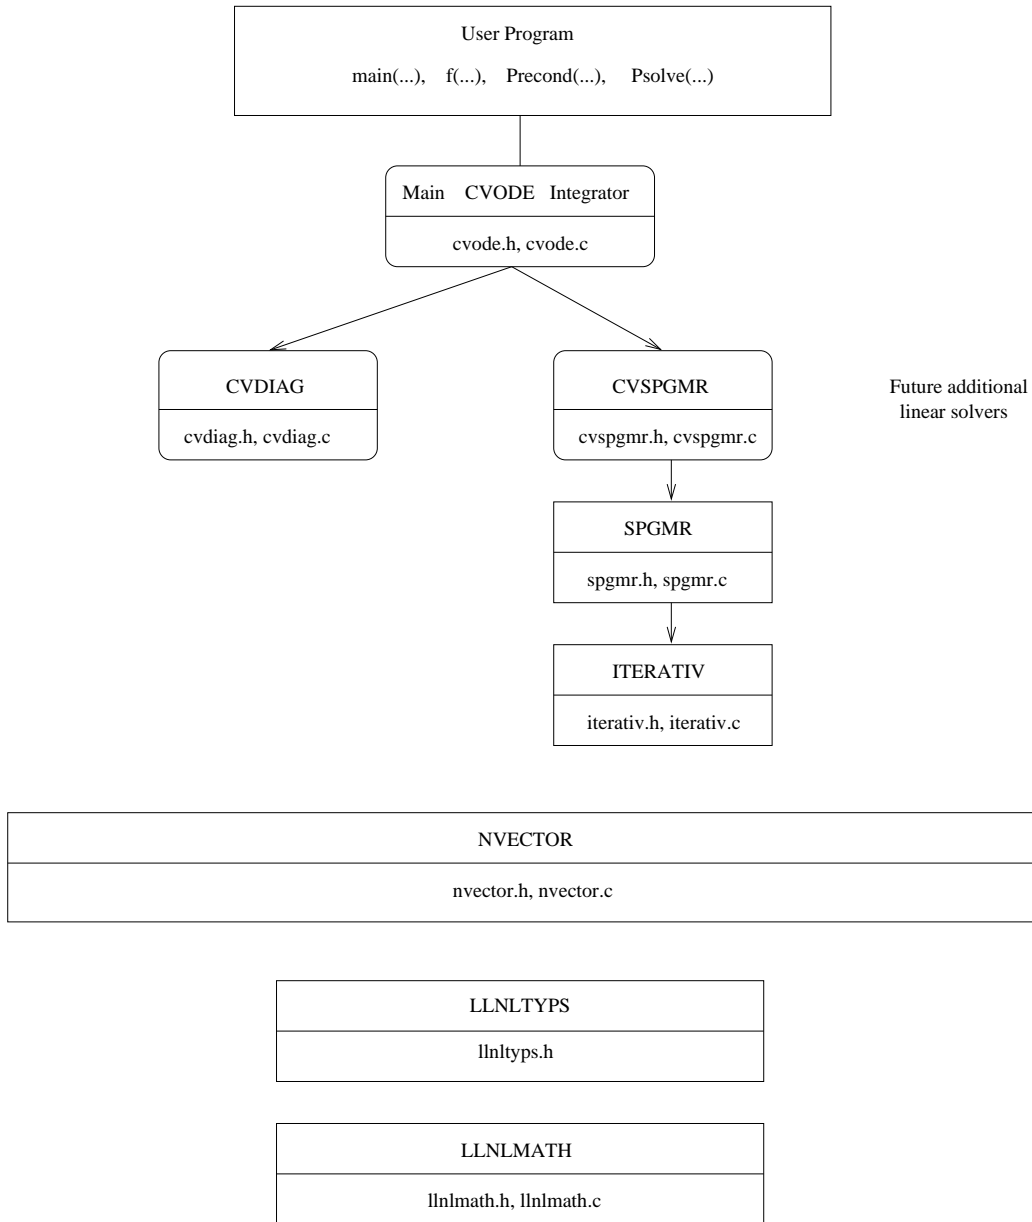 User Program
main(...), f(...), Precond(...), Psolve(...)
Main CVODE Integrator
cvode.h, cvode.c
CVDIAG
cvdiag.h, cvdiag.c
CVSPGMR
cvspgmr.h, cvspgmr.c
Future additional
linear solvers
SPGMR
spgmr.h, spgmr.c
ITERATIV
iterativ.h, iterativ.c
NVECTOR
nvector.h, nvector.c
LLNLTYPS
llnltyps.h
LLNLMATH
llnlmath.h, llnlmath.c